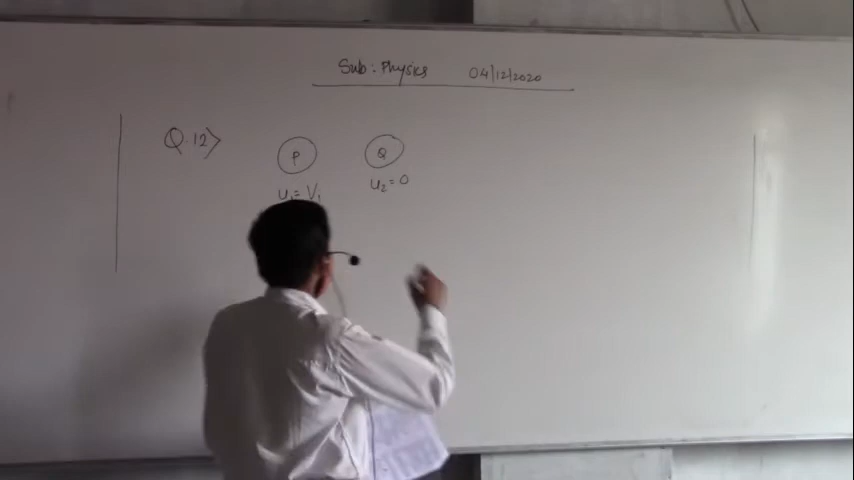 Sub : Physics 04/12/2020
Q.12>
P Q
u₁ = V₁ u₂ = 0